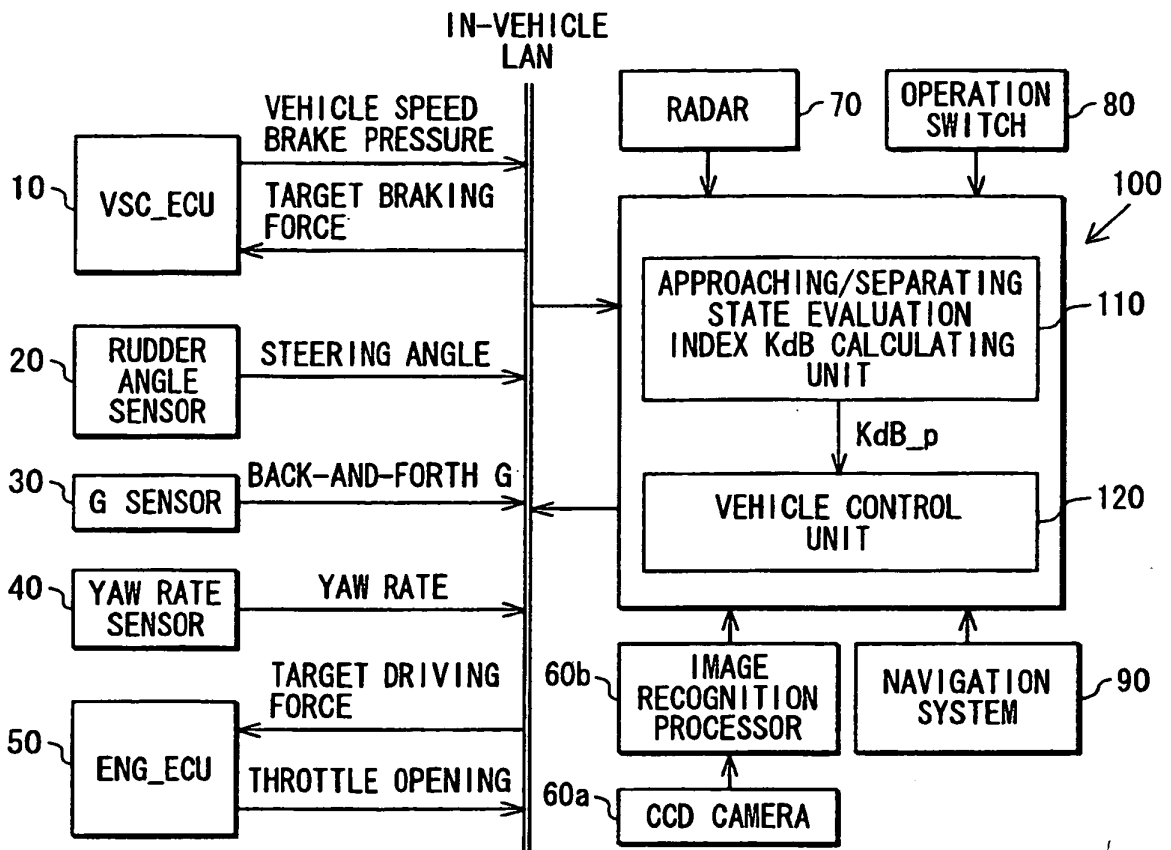 IN-VEHICLE
LAN
VEHICLE SPEED
BRAKE PRESSURE
10
VSC_ECU
TARGET BRAKING
FORCE
20
RUDDER
ANGLE
SENSOR
STEERING ANGLE
30
G SENSOR
BACK-AND-FORTH G
40
YAW RATE
SENSOR
YAW RATE
TARGET DRIVING
FORCE
50
ENG_ECU
THROTTLE OPENING
RADAR
70
OPERATION
SWITCH
80
100
APPROACHING/SEPARATING
STATE EVALUATION
INDEX KdB CALCULATING
UNIT
110
KdB_p
VEHICLE CONTROL
UNIT
120
60b
IMAGE
RECOGNITION
PROCESSOR
NAVIGATION
SYSTEM
90
60a
CCD CAMERA